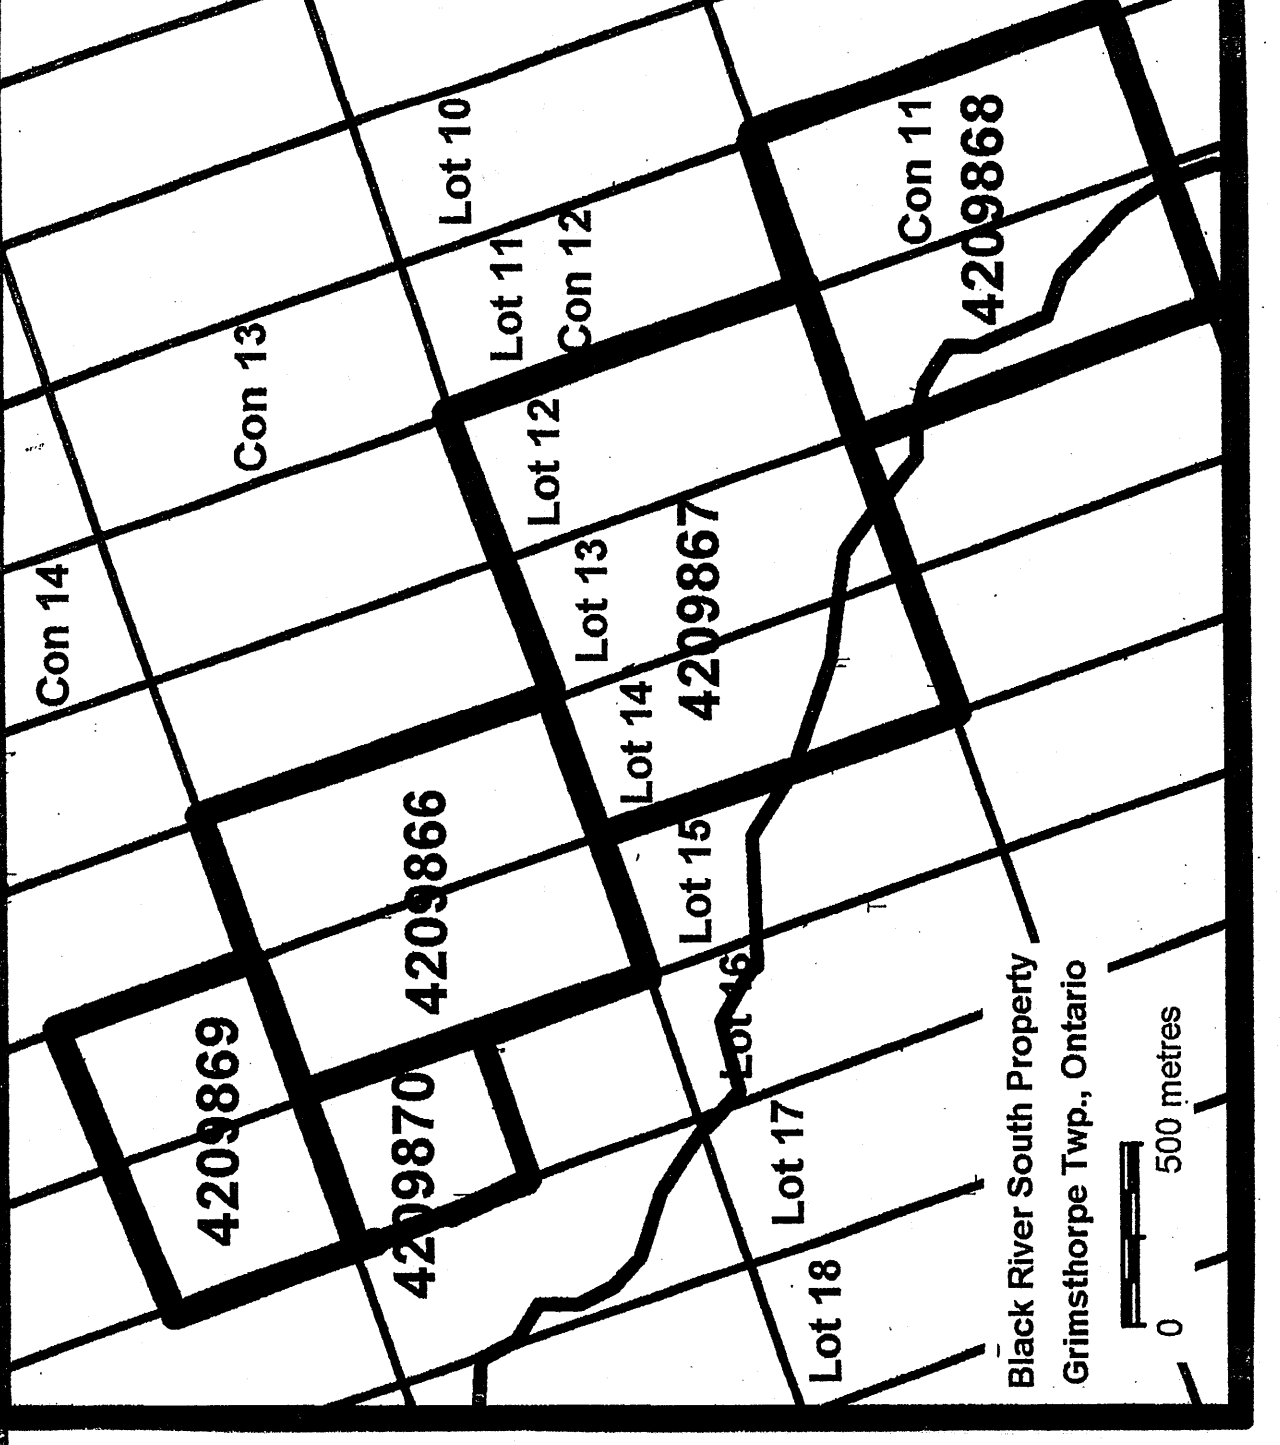 Con 14
Con 13
4209869
4209870
4209866
Lot 10
Lot 11
Con 12
Lot 12
Lot 13
Lot 14
4209867
Lot 15
Lot 16
Lot 17
Lot 18
Con 11
4209868
Black River South Property
Grimsthorpe Twp., Ontario
0 500 metres